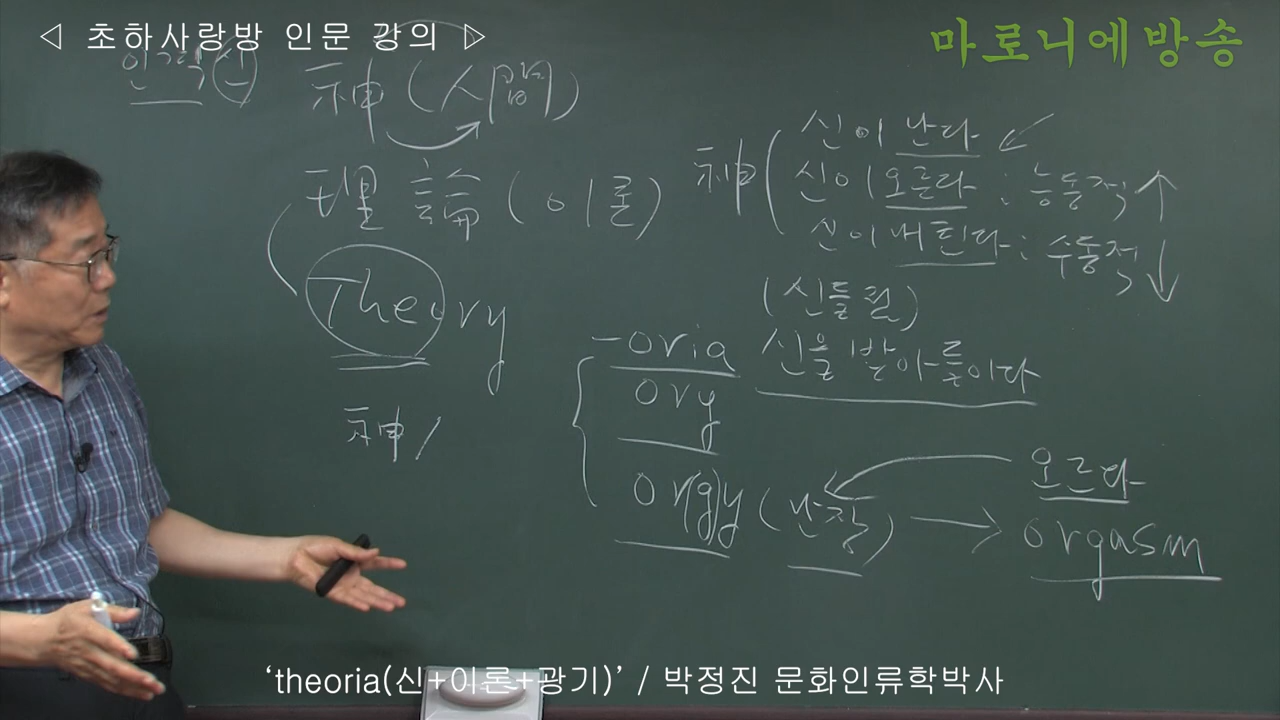 ◁ 초하사랑방 인문 강의 ▷
마로니에방송
神 (人間)
理論 (이론)
Theory
神 /
神 ( 신이 난다
신이 오른다 : 능동적 ↑
신이 내린다 : 수동적 ↓
(신들림)
-oria 신을 받아들이다
ory
or(g)y (난장) → orgasm
오르다
‘theoria(신+이론+광기)’ / 박정진 문화인류학박사